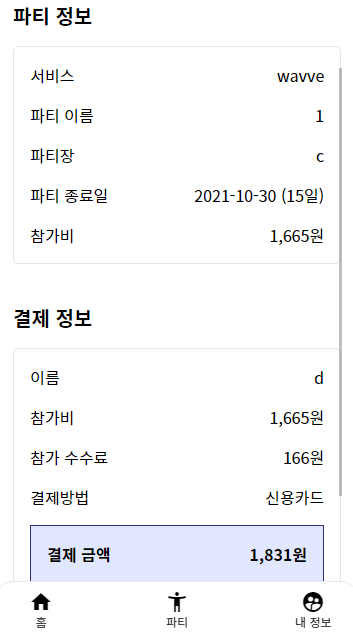 파티 정보
서비스 wavve
파티 이름 1
파티장 c
파티 종료일 2021-10-30 (15일)
참가비 1,665원
결제 정보
이름 d
참가비 1,665원
참가 수수료 166원
결제방법 신용카드
결제 금액 1,831원
홈 파티 내 정보